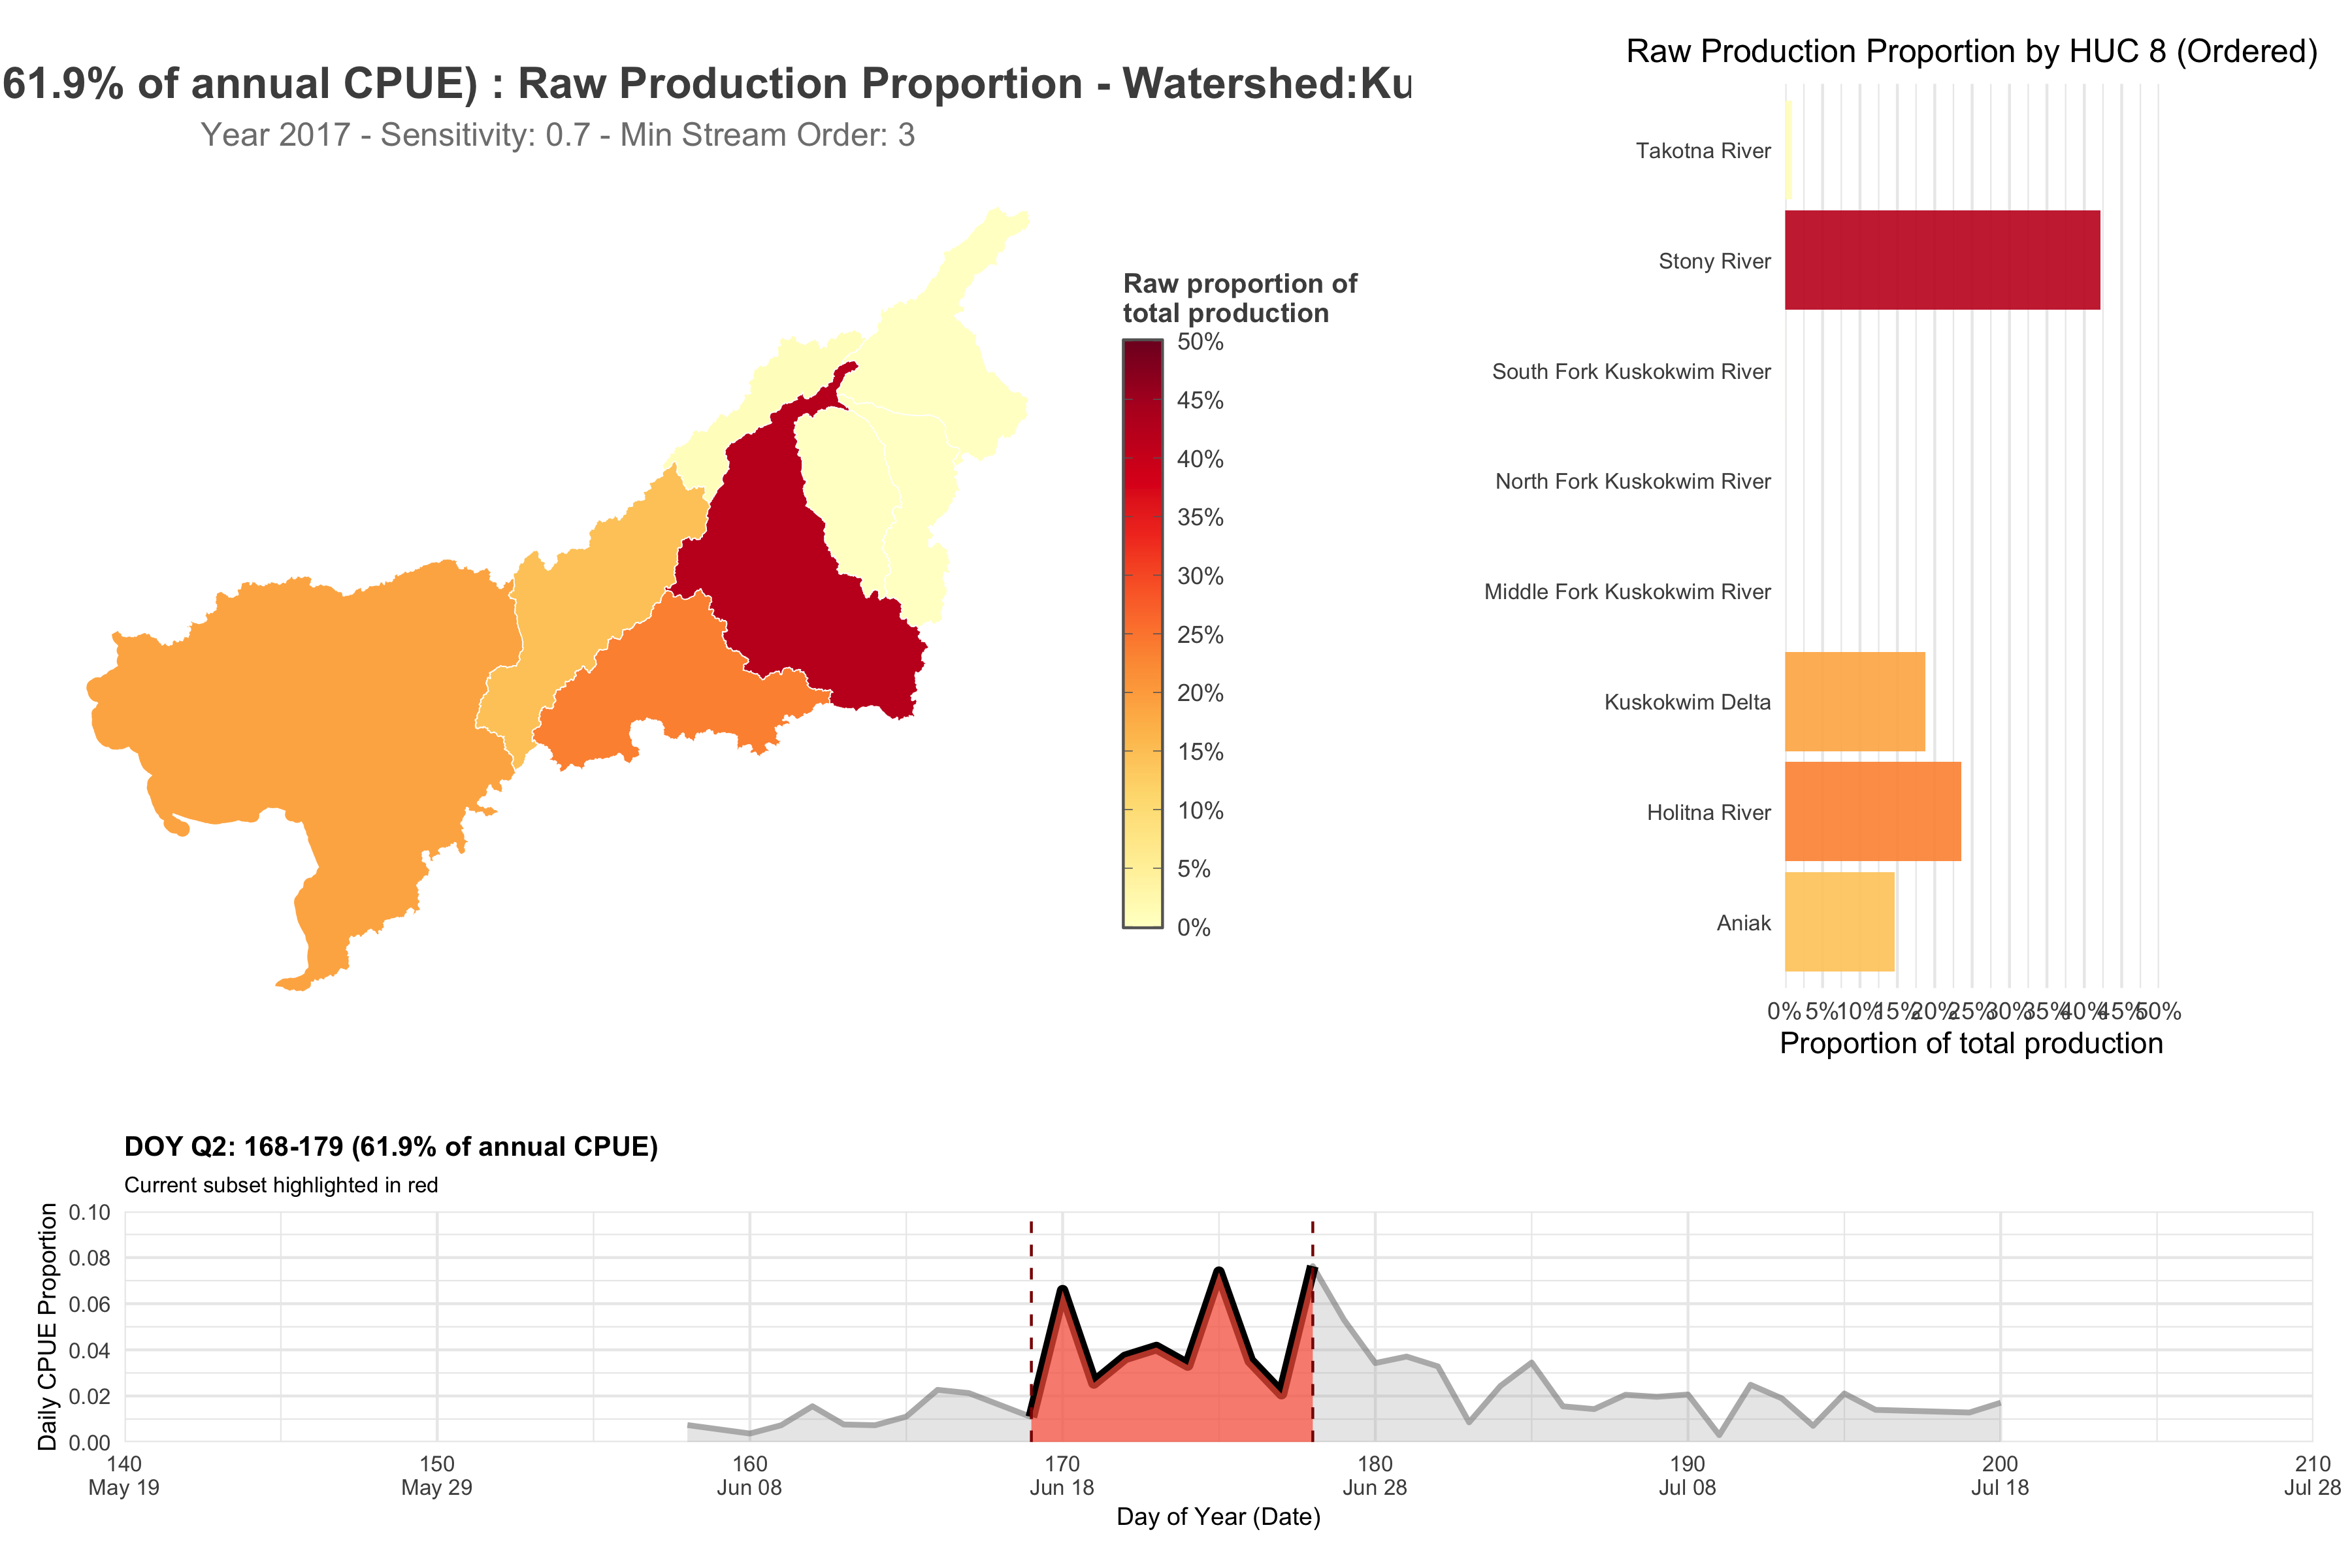 61.9% of annual CPUE) : Raw Production Proportion - Watershed:Ku
Year 2017 - Sensitivity: 0.7 - Min Stream Order: 3
Raw proportion of
total production
50%
45%
40%
35%
30%
25%
20%
15%
10%
5%
0%
Raw Production Proportion by HUC 8 (Ordered)
Takotna River
Stony River
South Fork Kuskokwim River
North Fork Kuskokwim River
Middle Fork Kuskokwim River
Kuskokwim Delta
Holitna River
Aniak
0% 5% 10% 15% 20% 25% 30% 35% 40% 45% 50%
Proportion of total production
DOY Q2: 168-179 (61.9% of annual CPUE)
Current subset highlighted in red
Daily CPUE Proportion
0.10
0.08
0.06
0.04
0.02
0.00
140 150 160 170 180 190 200 210
May 19 May 29 Jun 08 Jun 18 Jun 28 Jul 08 Jul 18 Jul 28
Day of Year (Date)